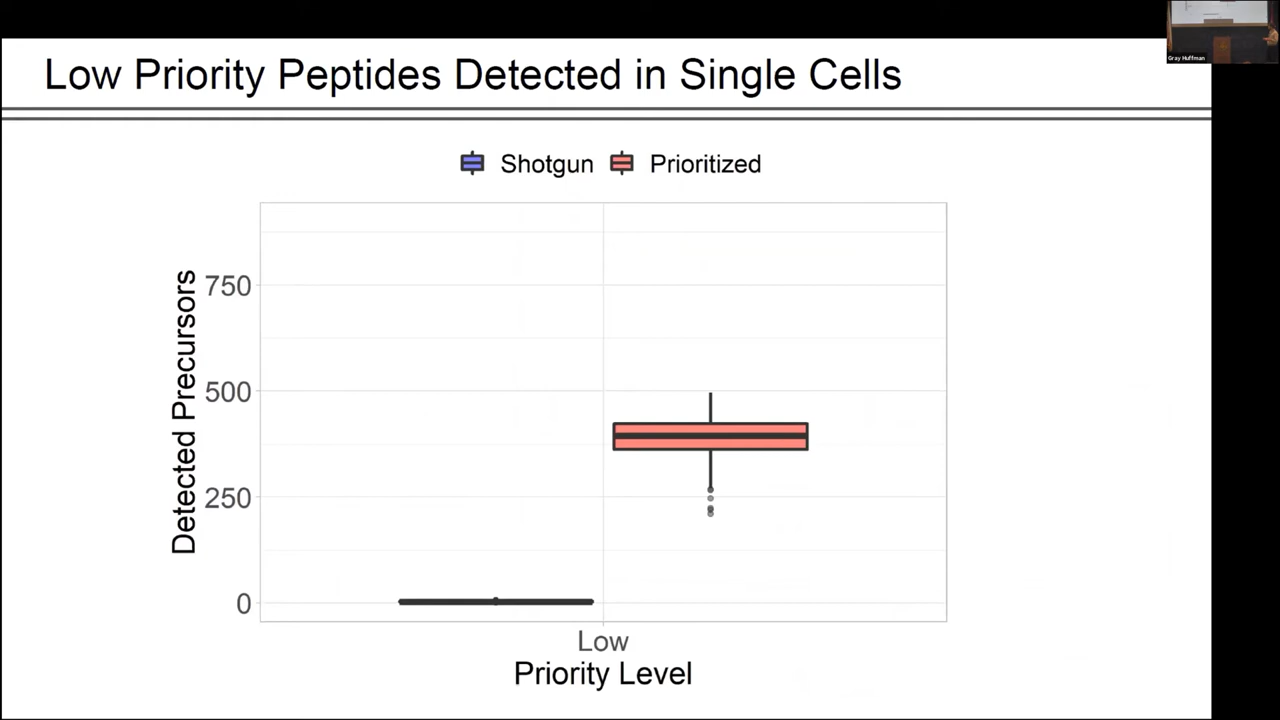 Low Priority Peptides Detected in Single Cells
Gray Huffman
Shotgun Prioritized
Detected Precursors
750
500
250
0
Low
Priority Level